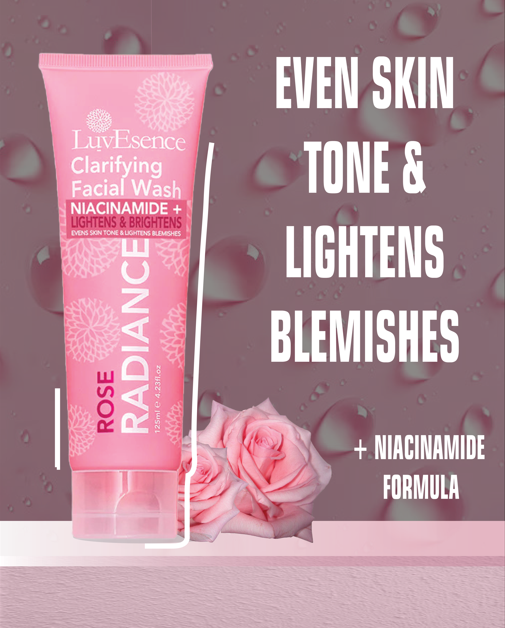 EVEN SKIN
TONE &
LIGHTENS
BLEMISHES
+ NIACINAMIDE
FORMULA
LuvEsence
Clarifying
Facial Wash
NIACINAMIDE +
LIGHTENS & BRIGHTENS
EVENS SKIN TONE & LIGHTENS BLEMISHES
ROSE
RADIANCE
125ml e 4.23fl.oz